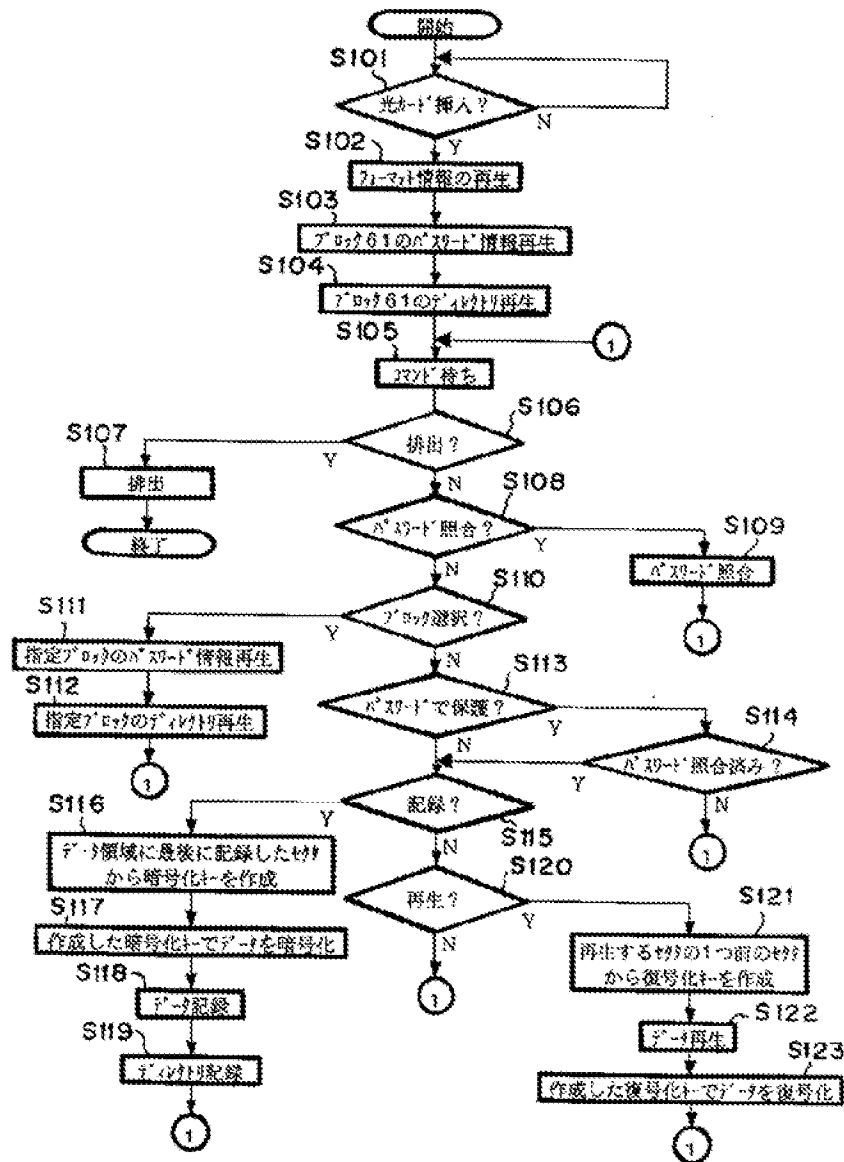 開始
S101
光カード挿入?
N
Y
S102
フォーマット情報の再生
S103
ブロック61のパスワード情報再生
S104
ブロック61のディレクトリ再生
S105
1
コマンド待ち
S106
排出?
Y
N
S107
排出
終了
S108
パスワード照合?
Y
N
S109
パスワード照合
1
S110
ブロック選択?
Y
N
S111
指定ブロックのパスワード情報再生
S112
指定ブロックのディレクトリ再生
1
S113
パスワードで保護?
Y
N
S114
パスワード照合済み?
Y
N
1
記録?
S115
Y
N
S116
データ領域に最後に記録したセクタ
から暗号化キーを作成
S117
作成した暗号化キーでデータを暗号化
S118
データ記録
S119
ディレクトリ記録
1
S120
再生?
Y
N
1
S121
再生するセクタの1つ前のセクタ
から復号化キーを作成
S122
データ再生
S123
作成した復号化キーでデータを復号化
1